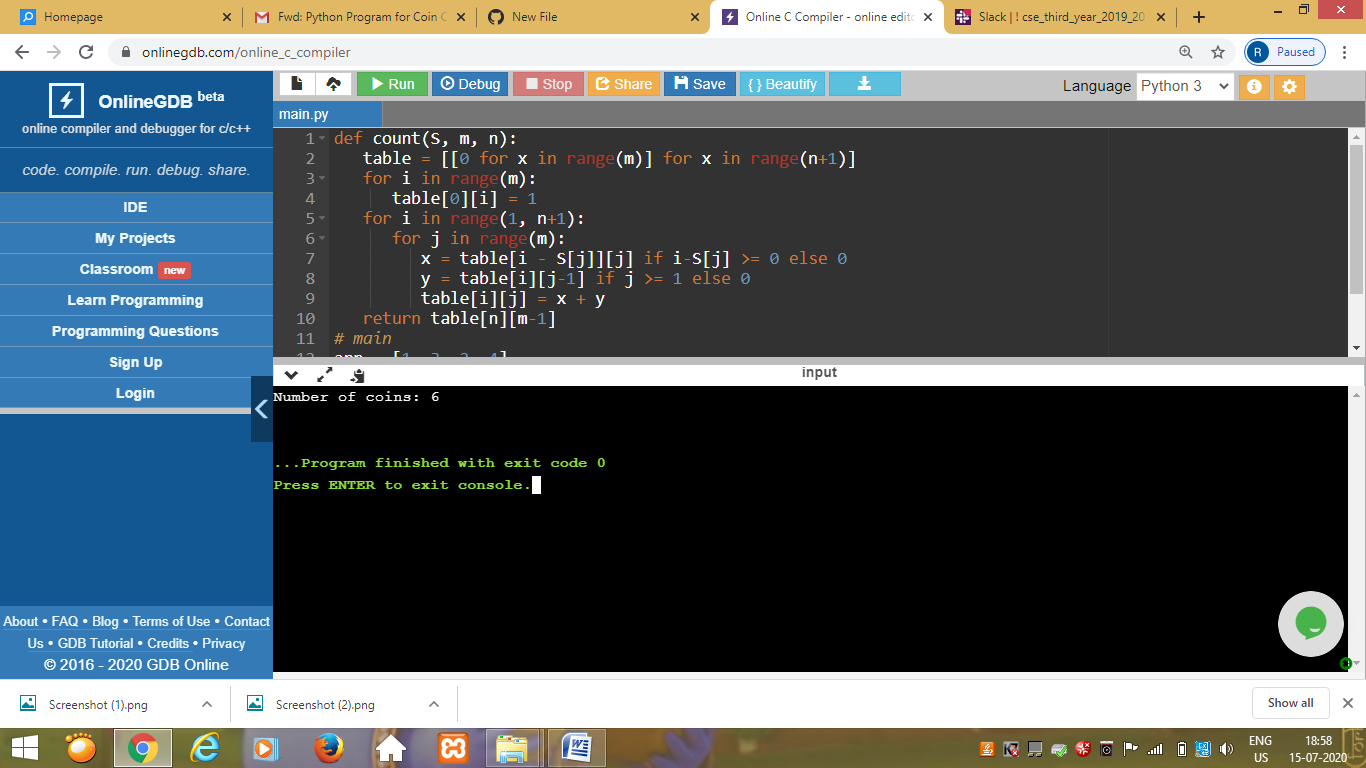 Homepage
Fwd: Python Program for Coin C
New File
Online C Compiler - online edito
Slack | ! cse_third_year_2019_20
onlinegdb.com/online_c_compiler
R Paused
OnlineGDB beta
online compiler and debugger for c/c++
code. compile. run. debug. share.
IDE
My Projects
Classroom new
Learn Programming
Programming Questions
Sign Up
Login
Run Debug Stop Share Save { } Beautify
Language Python 3
main.py
1 def count(S, m, n):
2 table = [[0 for x in range(m)] for x in range(n+1)]
3 for i in range(m):
4 table[0][i] = 1
5 for i in range(1, n+1):
6 for j in range(m):
7 x = table[i - S[j]][j] if i-S[j] >= 0 else 0
8 y = table[i][j-1] if j >= 1 else 0
9 table[i][j] = x + y
10 return table[n][m-1]
11 # main
input
Number of coins: 6
...Program finished with exit code 0
Press ENTER to exit console.
About • FAQ • Blog • Terms of Use • Contact
Us • GDB Tutorial • Credits • Privacy
© 2016 - 2020 GDB Online
Screenshot (1).png
Screenshot (2).png
Show all
ENG
US
18:58
15-07-2020